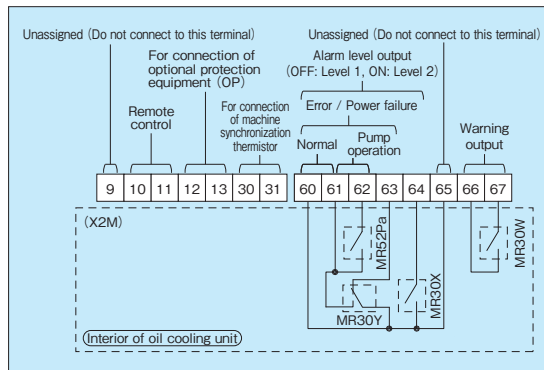 Unassigned (Do not connect to this terminal)
Unassigned (Do not connect to this terminal)
For connection of
optional protection
equipment (OP)
Alarm level output
(OFF: Level 1, ON: Level 2)
Remote
control
For connection
of machine
synchronization
thermistor
Error / Power failure
Normal
Pump
operation
Warning
output
9 10 11 12 13 30 31 60 61 62 63 64 65 66 67
(X2M)
MR52Pa
MR30W
MR30X
MR30Y
Interior of oil cooling unit